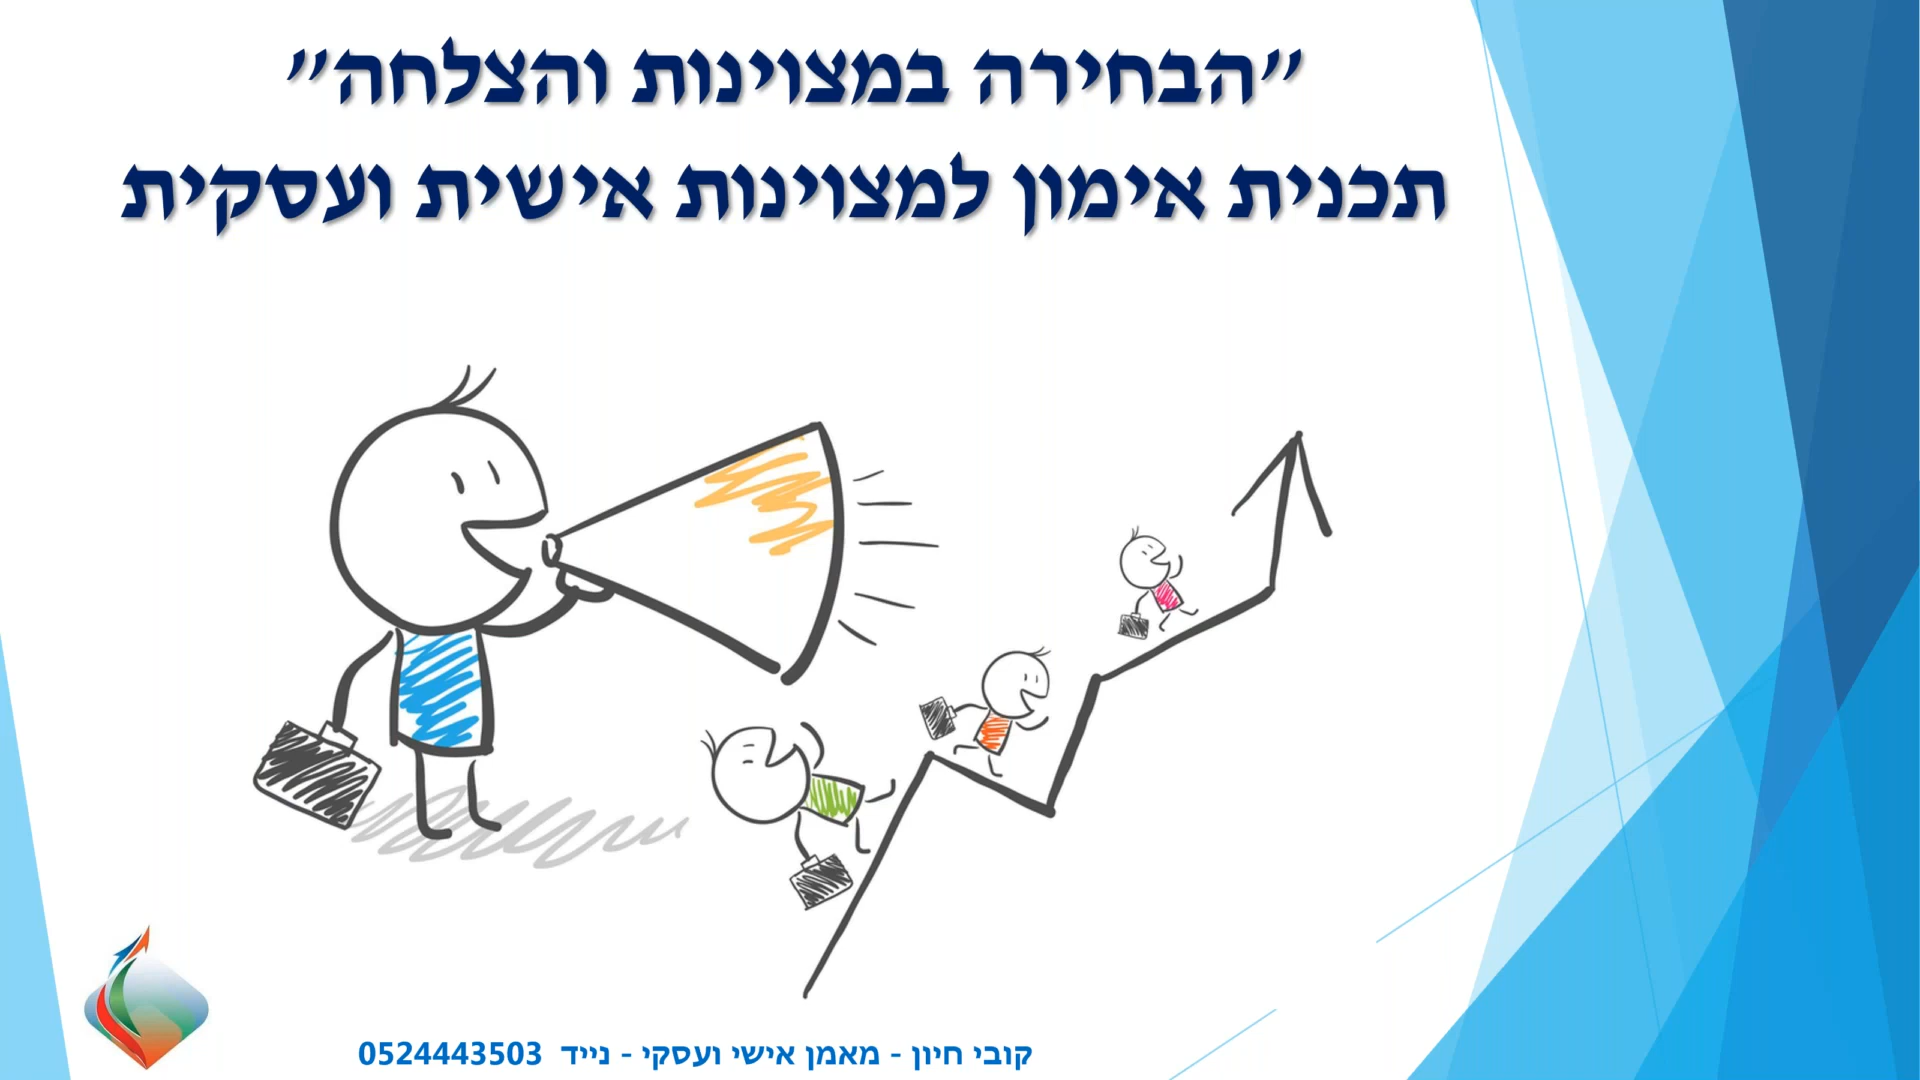 "הבחירה במצוינות והצלחה"
תכנית אימון למצוינות אישית ועסקית
קובי חיון - מאמן אישי ועסקי - נייד 0524443503